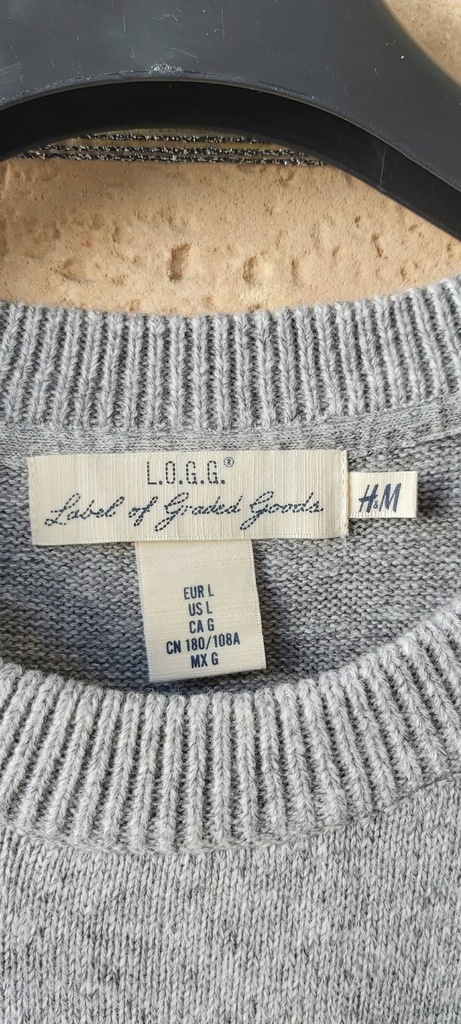 L.O.G.G.®
Label of Graded Goods
H&M
EUR L
US L
CA G
CN 180/108A
MX G